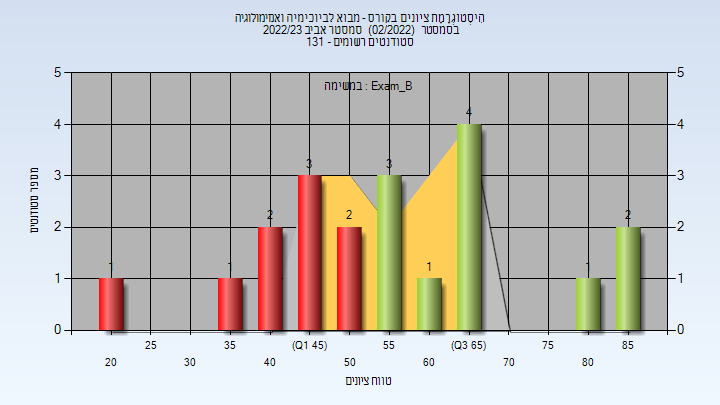 היסטוגרמת ציונים בקורס - מבוא לביוכימיה ואנזימולוגיה
בסמסטר (02/2022) סמסטר אביב 2022/23
סטודנטים רשומים - 131
במשימה : Exam_B
5 5
4 4
3 3
2 2
1 1
0 0
מספר סטודנטים
1 1 2 3 2 3 1 4 1 2
25 35 (Q1 45) 55 (Q3 65) 75 85
20 30 40 50 60 70 80
טווח ציונים